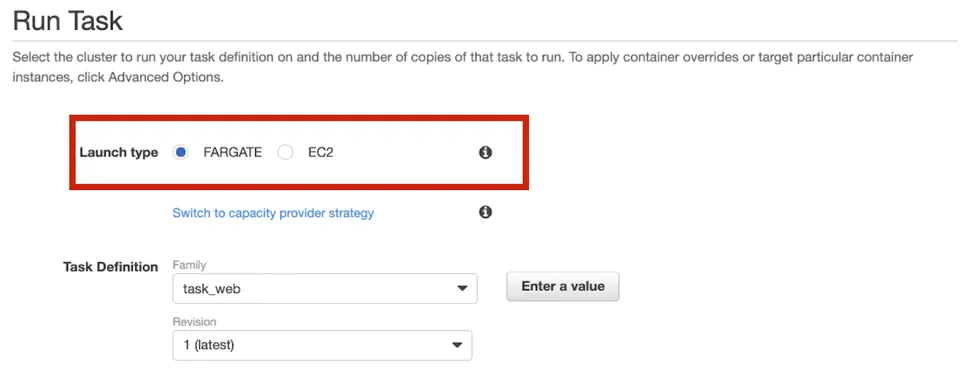 Run Task
Select the cluster to run your task definition on and the number of copies of that task to run. To apply container overrides or target particular container
instances, click Advanced Options.
Launch type FARGATE EC2
Switch to capacity provider strategy
Task Definition Family
task_web Enter a value
Revision
1 (latest)